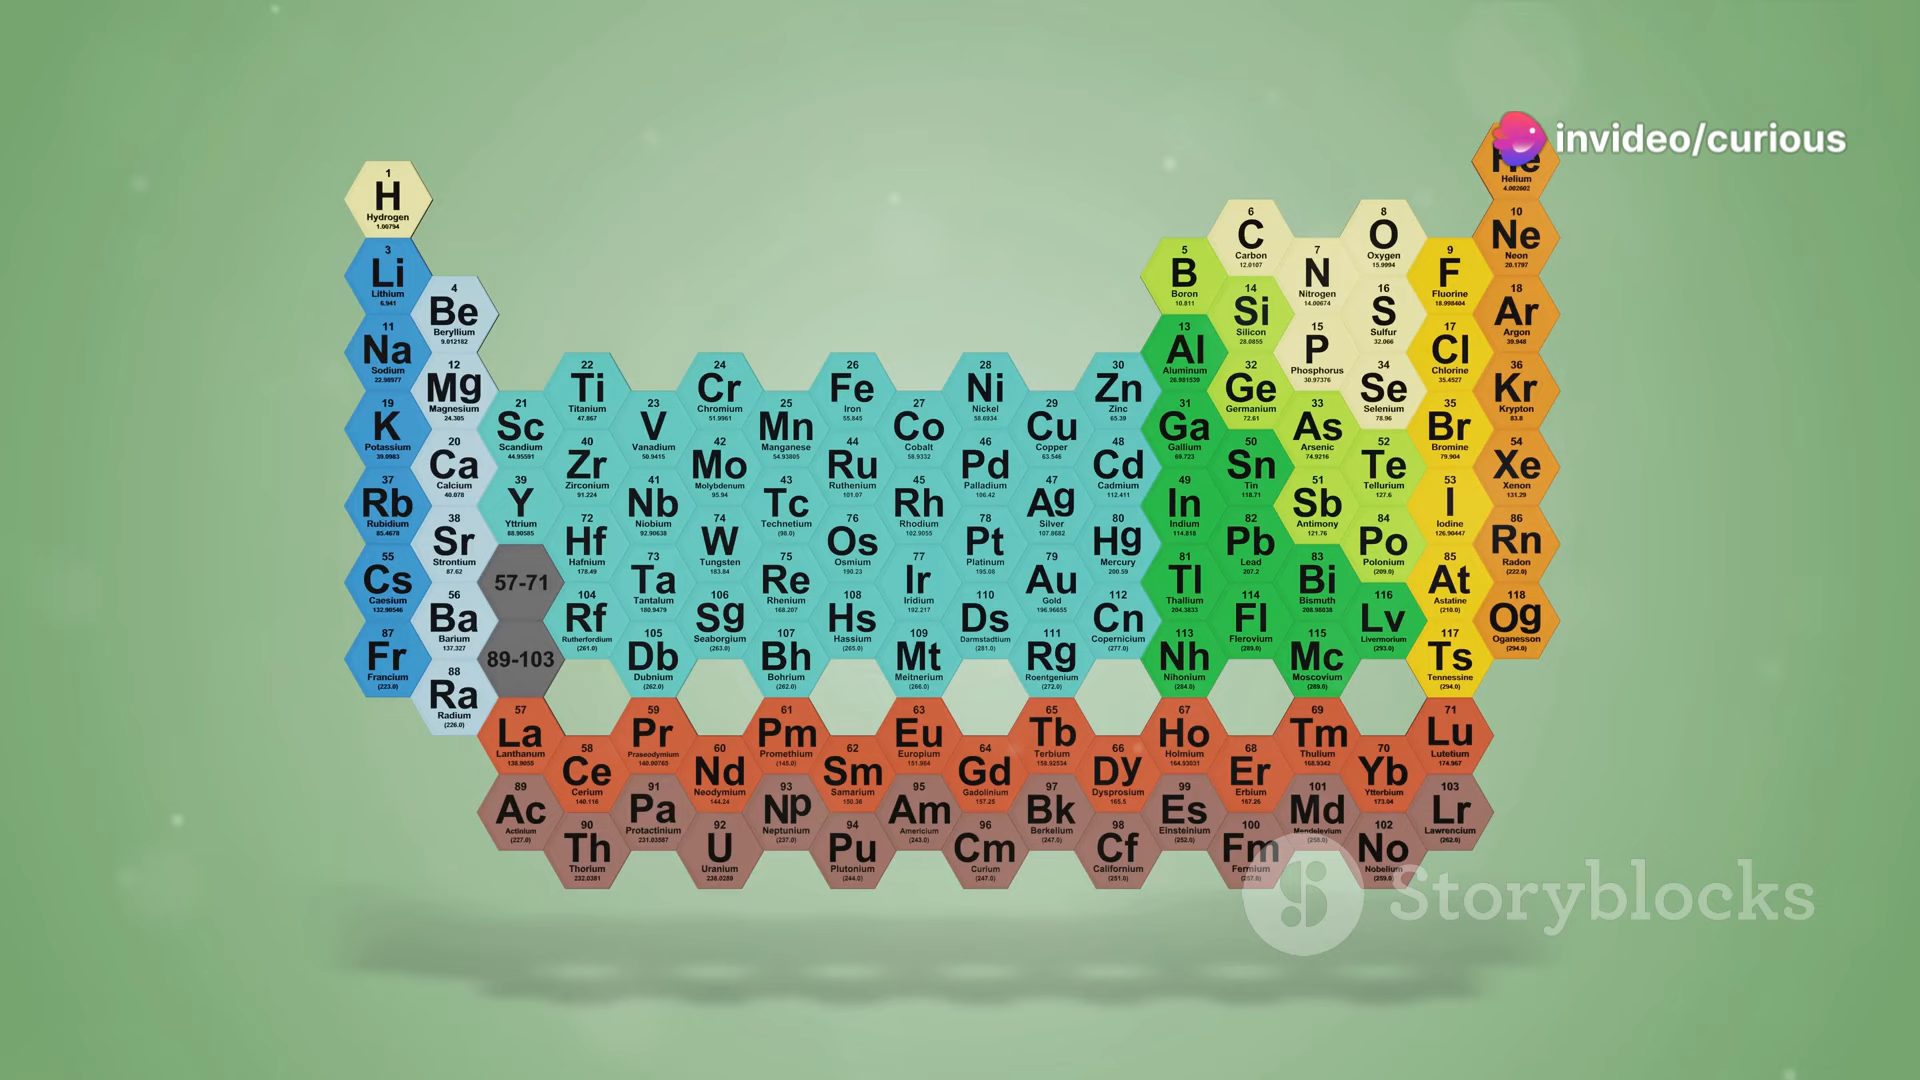 invideo/curious
1
H
Hydrogen
1.00794
He
Helium
4.002602
3
Li
Lithium
6.941
4
Be
Beryllium
9.012182
5
B
Boron
10.811
6
C
Carbon
12.0107
7
N
Nitrogen
14.00674
8
O
Oxygen
15.9994
9
F
Fluorine
18.998404
10
Ne
Neon
20.1797
11
Na
Sodium
22.98977
12
Mg
Magnesium
24.305
13
Al
Aluminum
26.981539
14
Si
Silicon
28.0855
15
P
Phosphorus
30.97376
16
S
Sulfur
32.066
17
Cl
Chlorine
35.4527
18
Ar
Argon
39.948
19
K
Potassium
39.0983
20
Ca
Calcium
40.078
21
Sc
Scandium
44.95591
22
Ti
Titanium
47.867
23
V
Vanadium
50.9415
24
Cr
Chromium
51.9961
25
Mn
Manganese
54.93805
26
Fe
Iron
55.845
27
Co
Cobalt
58.9332
28
Ni
Nickel
58.6934
29
Cu
Copper
63.546
30
Zn
Zinc
65.39
31
Ga
Gallium
69.723
32
Ge
Germanium
72.61
33
As
Arsenic
74.9216
34
Se
Selenium
78.96
35
Br
Bromine
79.904
36
Kr
Krypton
83.8
37
Rb
Rubidium
85.4678
38
Sr
Strontium
87.62
39
Y
Yttrium
88.90585
40
Zr
Zirconium
91.224
41
Nb
Niobium
92.90638
42
Mo
Molybdenum
95.94
43
Tc
Technetium
(98.0)
44
Ru
Ruthenium
101.07
45
Rh
Rhodium
102.9055
46
Pd
Palladium
106.42
47
Ag
Silver
107.8682
48
Cd
Cadmium
112.411
49
In
Indium
114.818
50
Sn
Tin
118.71
51
Sb
Antimony
121.76
52
Te
Tellurium
127.6
53
I
Iodine
126.90447
54
Xe
Xenon
131.29
55
Cs
Caesium
132.90546
56
Ba
Barium
137.327
57-71
72
Hf
Hafnium
178.49
73
Ta
Tantalum
180.9479
74
W
Tungsten
183.84
75
Re
Rhenium
186.207
76
Os
Osmium
190.23
77
Ir
Iridium
192.217
78
Pt
Platinum
195.08
79
Au
Gold
196.96655
80
Hg
Mercury
200.59
81
Tl
Thallium
204.3833
82
Pb
Lead
207.2
83
Bi
Bismuth
208.98038
84
Po
Polonium
(209.0)
85
At
Astatine
(210.0)
86
Rn
Radon
(222.0)
87
Fr
Francium
(223.0)
88
Ra
Radium
(226.0)
89-103
104
Rf
Rutherfordium
(261.0)
105
Db
Dubnium
(262.0)
106
Sg
Seaborgium
(263.0)
107
Bh
Bohrium
(262.0)
108
Hs
Hassium
(265.0)
109
Mt
Meitnerium
(266.0)
110
Ds
Darmstadtium
(281.0)
111
Rg
Roentgenium
(272.0)
112
Cn
Copernicium
(277.0)
113
Nh
Nihonium
(284.0)
114
Fl
Flerovium
(289.0)
115
Mc
Moscovium
(289.0)
116
Lv
Livermorium
(293.0)
117
Ts
Tennessine
(294.0)
118
Og
Oganesson
(294.0)
57
La
Lanthanum
138.9055
58
Ce
Cerium
140.116
59
Pr
Praseodymium
140.90765
60
Nd
Neodymium
144.24
61
Pm
Promethium
(145.0)
62
Sm
Samarium
150.36
63
Eu
Europium
151.964
64
Gd
Gadolinium
157.25
65
Tb
Terbium
158.92534
66
Dy
Dysprosium
165.5
67
Ho
Holmium
164.93031
68
Er
Erbium
167.26
69
Tm
Thulium
168.9342
70
Yb
Ytterbium
173.04
71
Lu
Lutetium
174.967
89
Ac
Actinium
(227.0)
90
Th
Thorium
232.0381
91
Pa
Protactinium
231.03587
92
U
Uranium
238.0289
93
Np
Neptunium
(237.0)
94
Pu
Plutonium
(244.0)
95
Am
Americium
(243.0)
96
Cm
Curium
(247.0)
97
Bk
Berkelium
(247.0)
98
Cf
Californium
(251.0)
99
Es
Einsteinium
(252.0)
100
Fm
Fermium
(257.0)
101
Md
Mendelevium
(258.0)
102
No
Nobelium
(259.0)
103
Lr
Lawrencium
(262.0)
Storyblocks